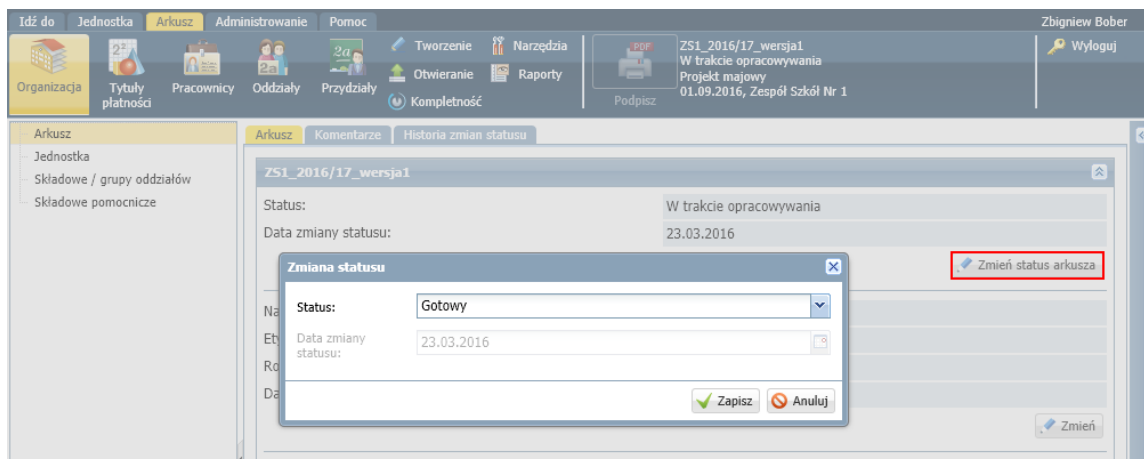 Idź do Jednostka Arkusz Administrowanie Pomoc Zbigniew Bober
Organizacja
Tytuły płatności
Pracownicy
Oddziały
Przydziały
Tworzenie Narzędzia
Otwieranie Raporty
Kompletność
PDF
Podpisz
ZS1_2016/17_wersja1
W trakcie opracowywania
Projekt majowy
01.09.2016, Zespół Szkół Nr 1
Wyloguj
Arkusz
Jednostka
Składowe / grupy oddziałów
Składowe pomocnicze
Arkusz Komentarze Historia zmian statusu
ZS1_2016/17_wersja1
Status: W trakcie opracowywania
Data zmiany statusu: 23.03.2016
Zmień status arkusza
Zmiana statusu
Status: Gotowy
Data zmiany statusu: 23.03.2016
Zapisz Anuluj
Na
Ro
Da
Zmień